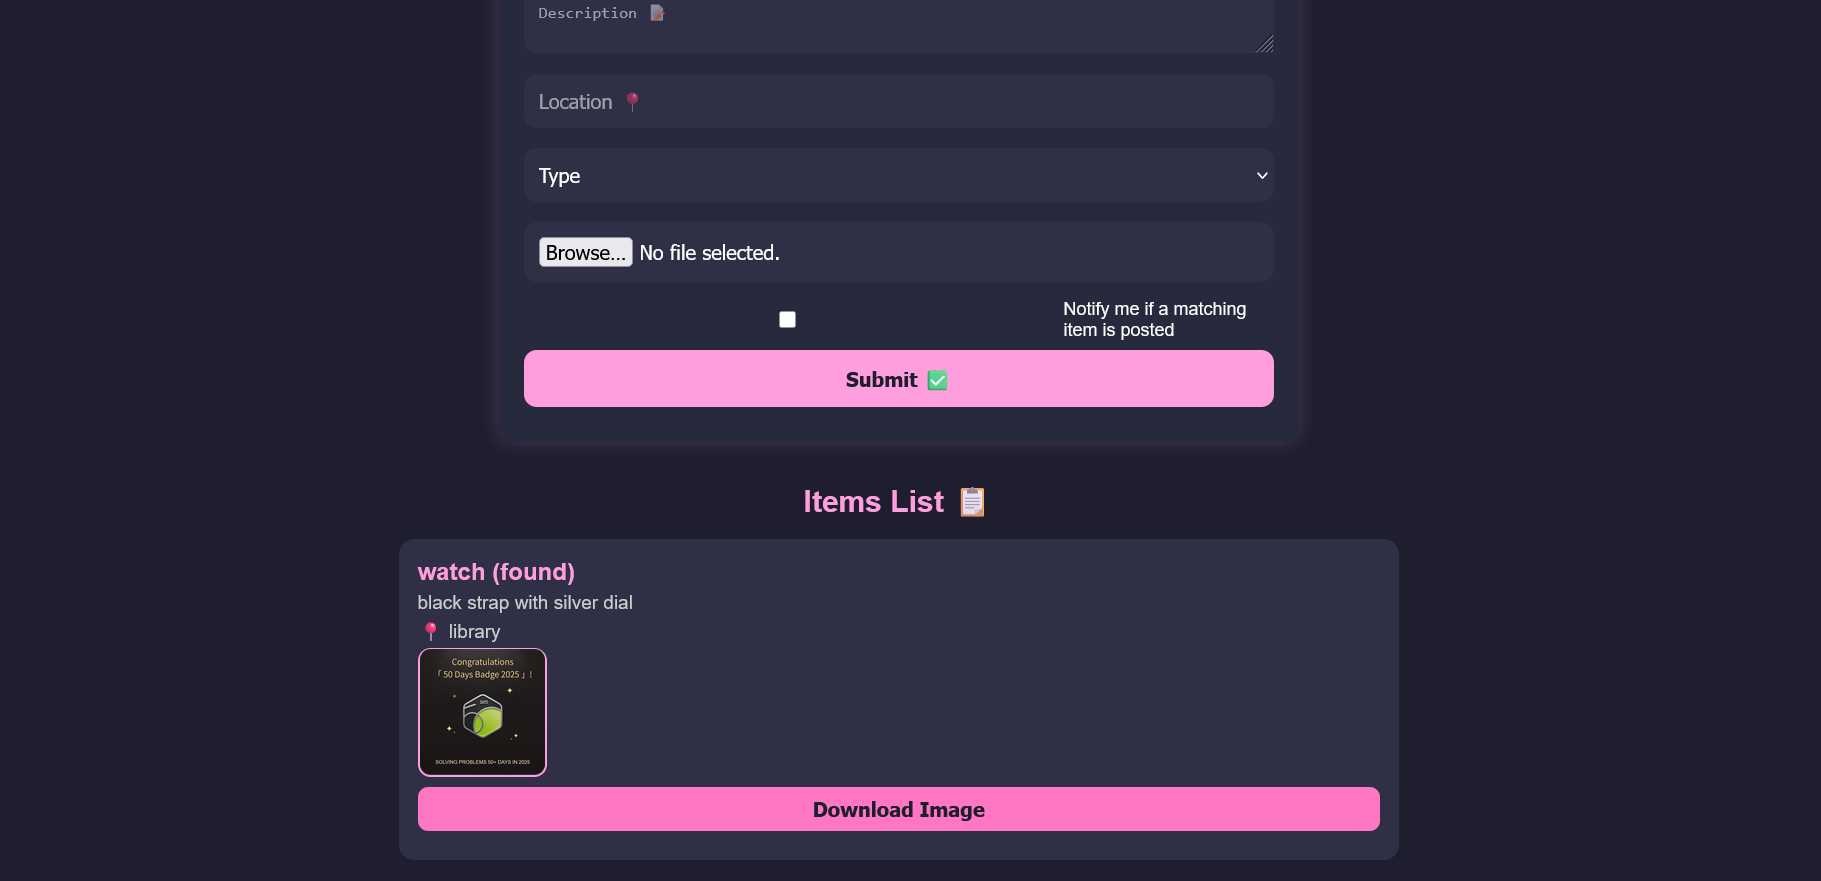 Description
Location
Type
Browse... No file selected.
Notify me if a matching
item is posted
Submit
Items List
watch (found)
black strap with silver dial
library
Congratulations
「 50 Days Badge 2025 」!
DAYS
SOLVING PROBLEMS 50+ DAYS IN 2025
Download Image